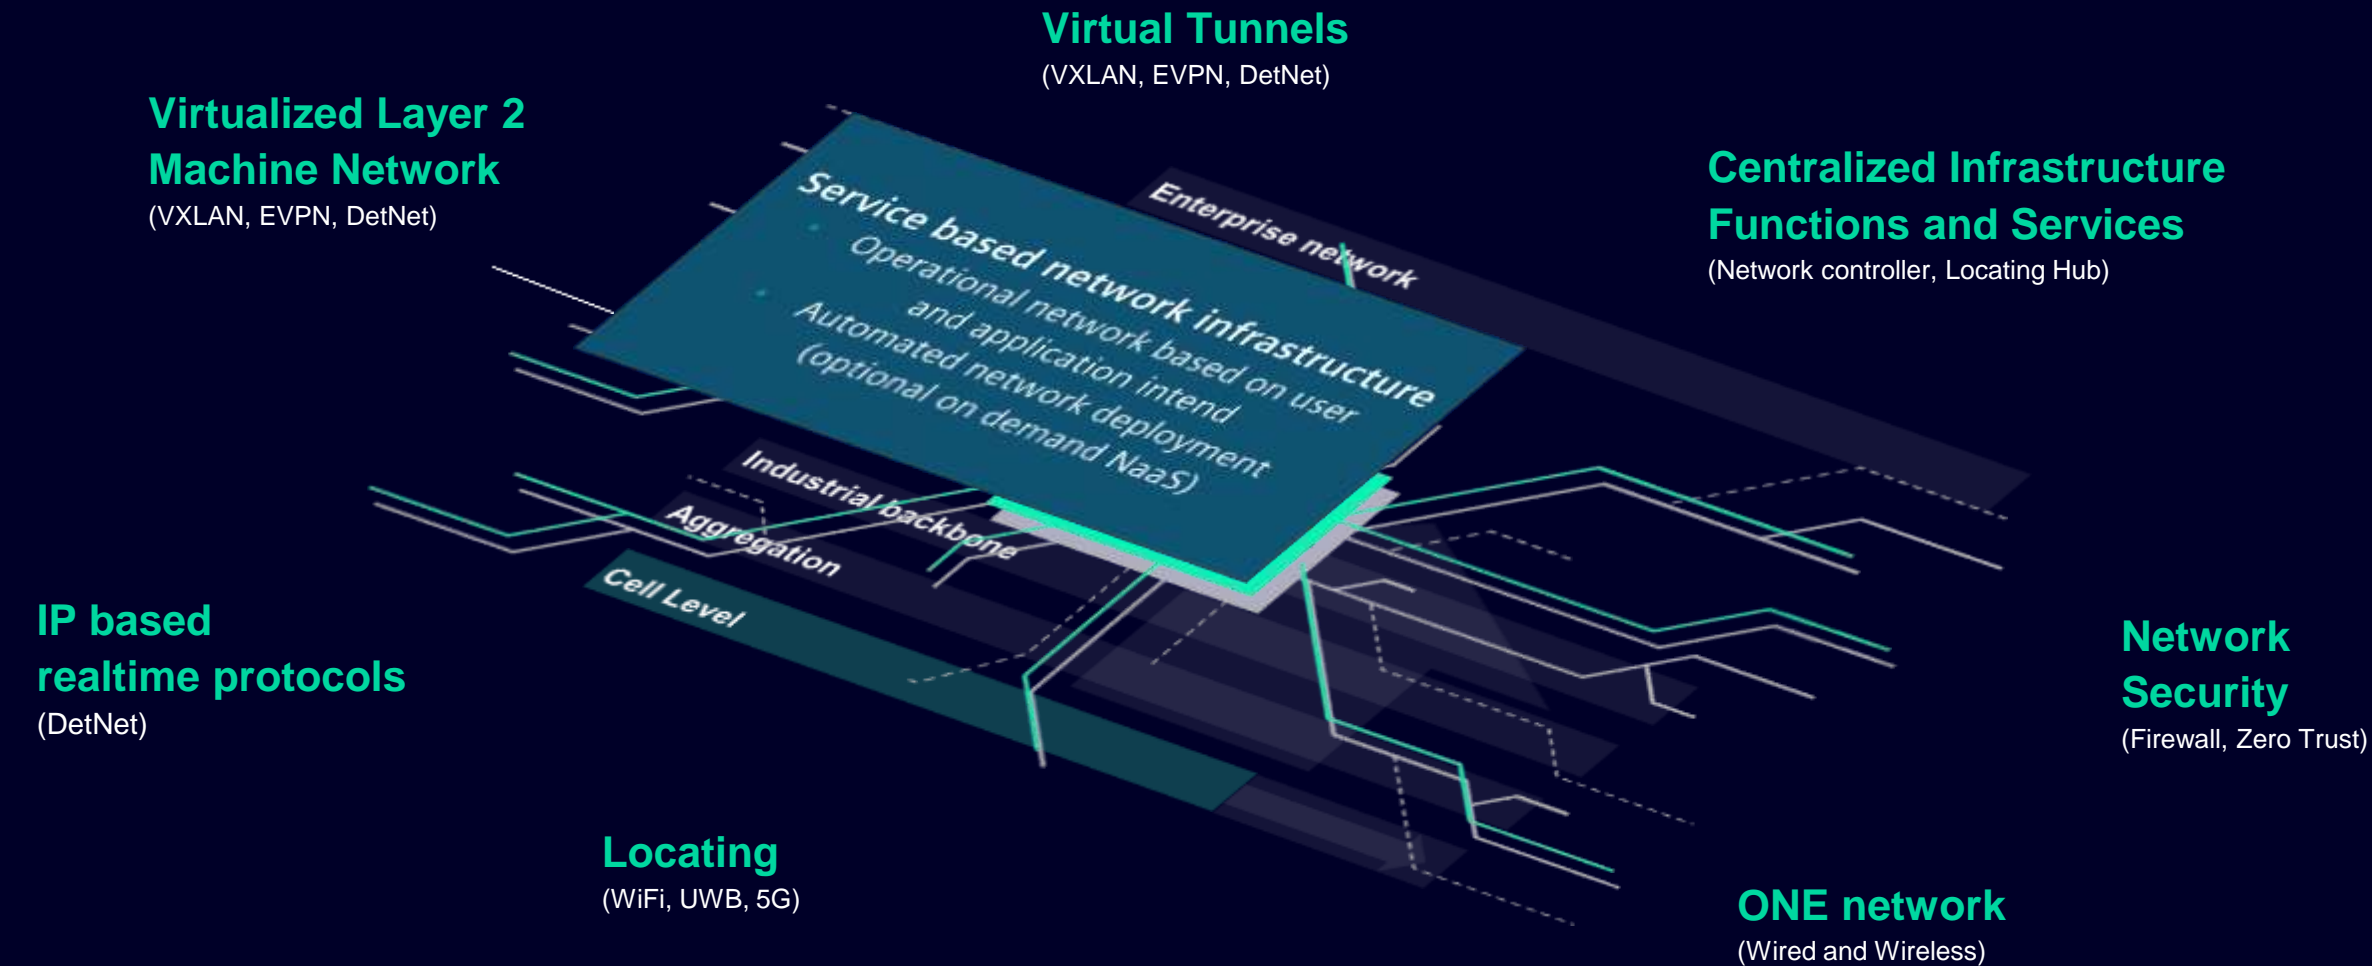 Virtual Tunnels
(VXLAN, EVPN, DetNet)
Virtualized Layer 2
Machine Network
(VXLAN, EVPN, DetNet)
Centralized Infrastructure
Functions and Services
(Network controller, Locating Hub)
Enterprise network
Service based network infrastructure
Operational network based on user
and application intend
Automated network deployment
(optional on demand NaaS)
Industrial backbone
Aggregation
Cell Level
IP based
realtime protocols
(DetNet)
Network
Security
(Firewall, Zero Trust)
Locating
(WiFi, UWB, 5G)
ONE network
(Wired and Wireless)